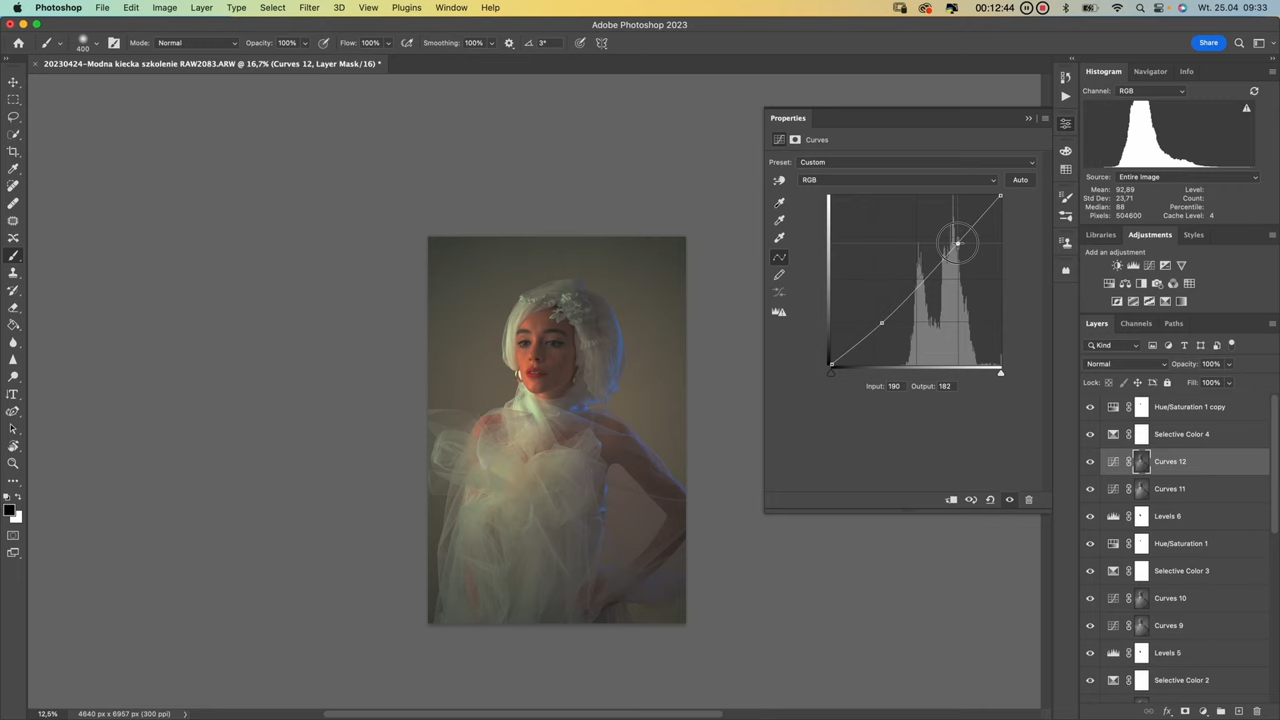 Photoshop File Edit Image Layer Type Select Filter 3D View Plugins Window Help 00:12:44 Wt. 25.04 09:33
Adobe Photoshop 2023
400 Mode: Normal Opacity: 100% Flow: 100% Smoothing: 100% 3° Share
20230424-Modna kiecka szkolenie RAW2083.ARW @ 16,7% (Curves 12, Layer Mask/16) *
Histogram Navigator Info
Channel: RGB
Source: Entire Image
Mean: 92,89 Level:
Std Dev: 23,71 Count:
Median: 88 Percentile:
Pixels: 504600 Cache Level: 4
Properties
Curves
Preset: Custom
RGB Auto
Input: 190 Output: 182
Libraries Adjustments Styles
Add an adjustment
Layers Channels Paths
Kind
Normal Opacity: 100%
Lock: Fill: 100%
Hue/Saturation 1 copy
Selective Color 4
Curves 12
Curves 11
Levels 6
Hue/Saturation 1
Selective Color 3
Curves 10
Curves 9
Levels 5
Selective Color 2
12,5% 4640 px x 6957 px (300 ppi)